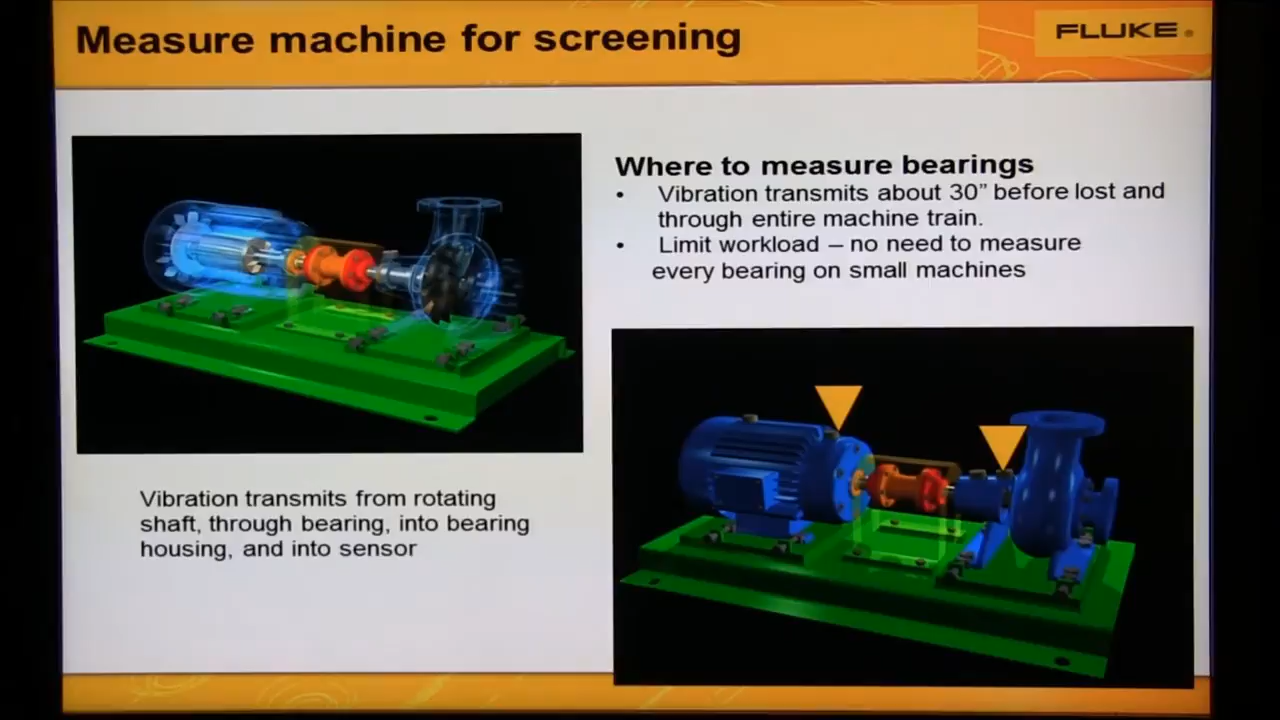 Measure machine for screening
FLUKE®
Where to measure bearings
• Vibration transmits about 30” before lost and
through entire machine train.
• Limit workload – no need to measure
every bearing on small machines
Vibration transmits from rotating
shaft, through bearing, into bearing
housing, and into sensor